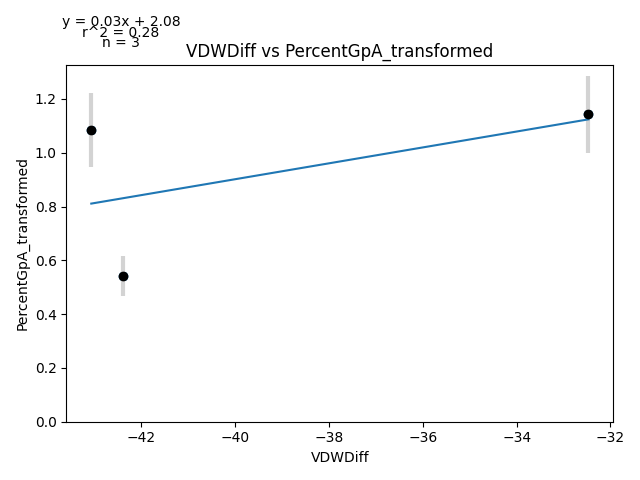 y = 0.03x + 2.08
r^2 = 0.28
n = 3
VDWDiff vs PercentGpA_transformed
PercentGpA_transformed
1.2
1.0
0.8
0.6
0.4
0.2
0.0
−42
−40
−38
−36
−34
−32
VDWDiff